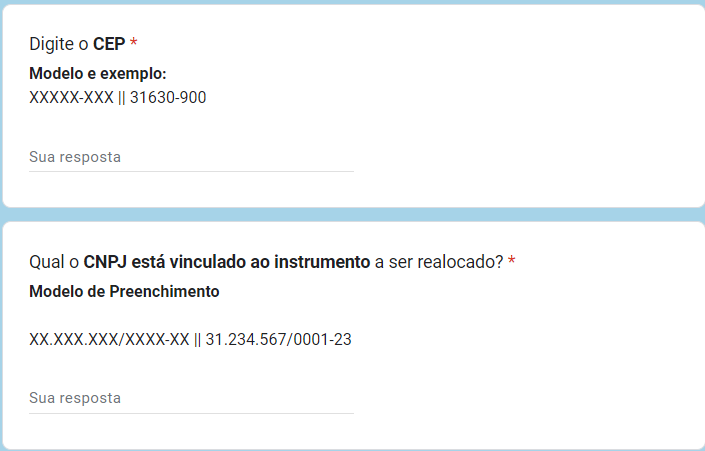 Digite o CEP *
Modelo e exemplo:
XXXXX-XXX || 31630-900
Sua resposta
Qual o CNPJ está vinculado ao instrumento a ser realocado? *
Modelo de Preenchimento
XX.XXX.XXX/XXXX-XX || 31.234.567/0001-23
Sua resposta